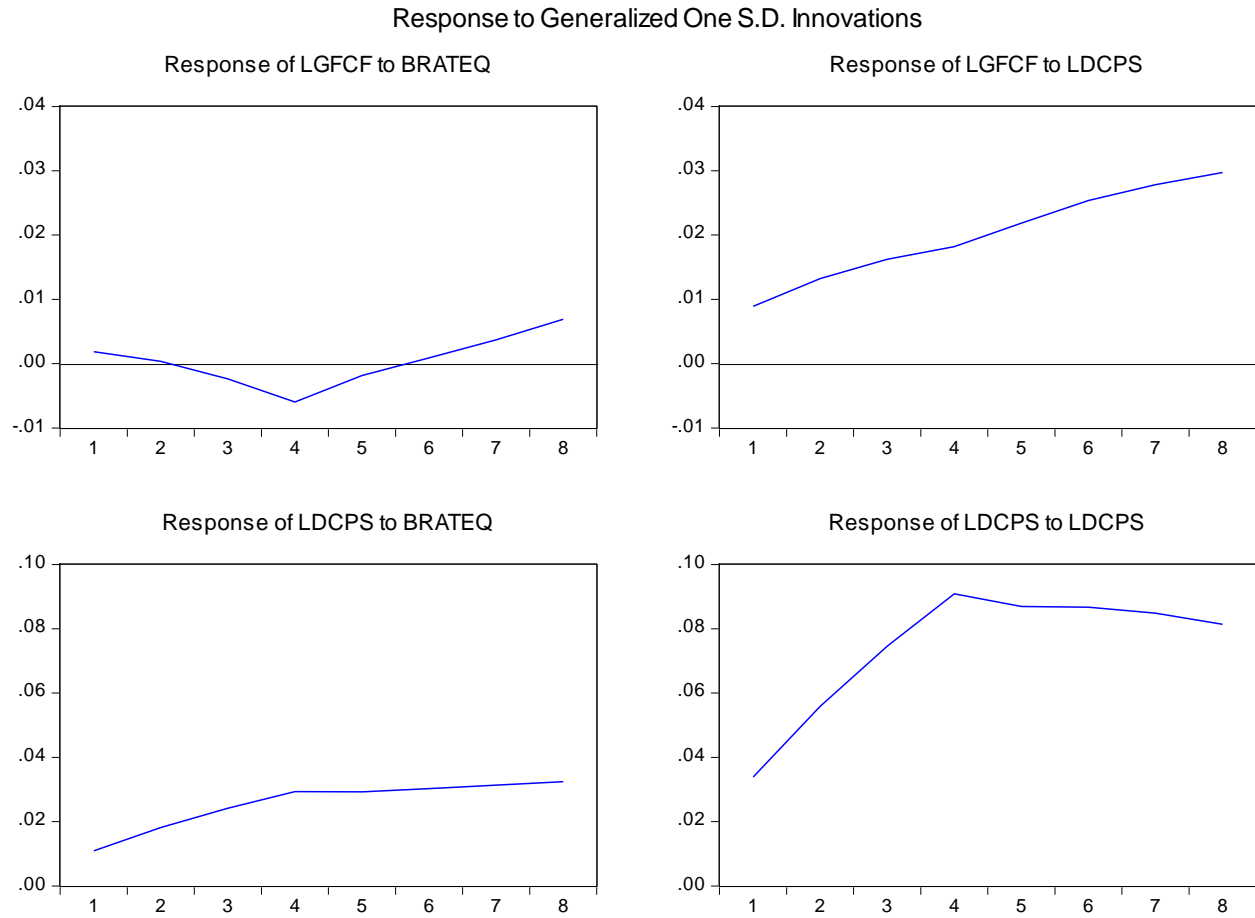 Response to Generalized One S.D. Innovations
Response of LGFCF to BRATEQ
.04
.03
.02
.01
.00
-.01
1 2 3 4 5 6 7 8
Response of LGFCF to LDCPS
.04
.03
.02
.01
.00
-.01
1 2 3 4 5 6 7 8
Response of LDCPS to BRATEQ
.10
.08
.06
.04
.02
.00
1 2 3 4 5 6 7 8
Response of LDCPS to LDCPS
.10
.08
.06
.04
.02
.00
1 2 3 4 5 6 7 8